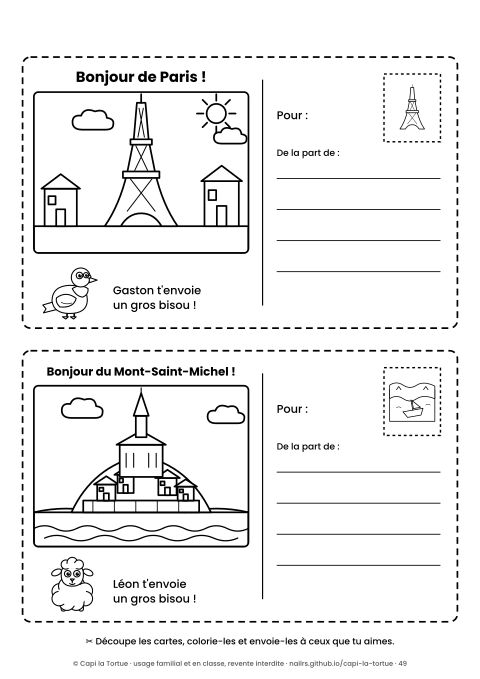 Bonjour de Paris !
Pour :
De la part de :
Gaston t'envoie
un gros bisou !
Bonjour du Mont-Saint-Michel !
Pour :
De la part de :
Léon t'envoie
un gros bisou !
✂ Découpe les cartes, colorie-les et envoie-les à ceux que tu aimes.
© Capi la Tortue · usage familial et en classe, revente interdite · nailrs.github.io/capi-la-tortue · 49